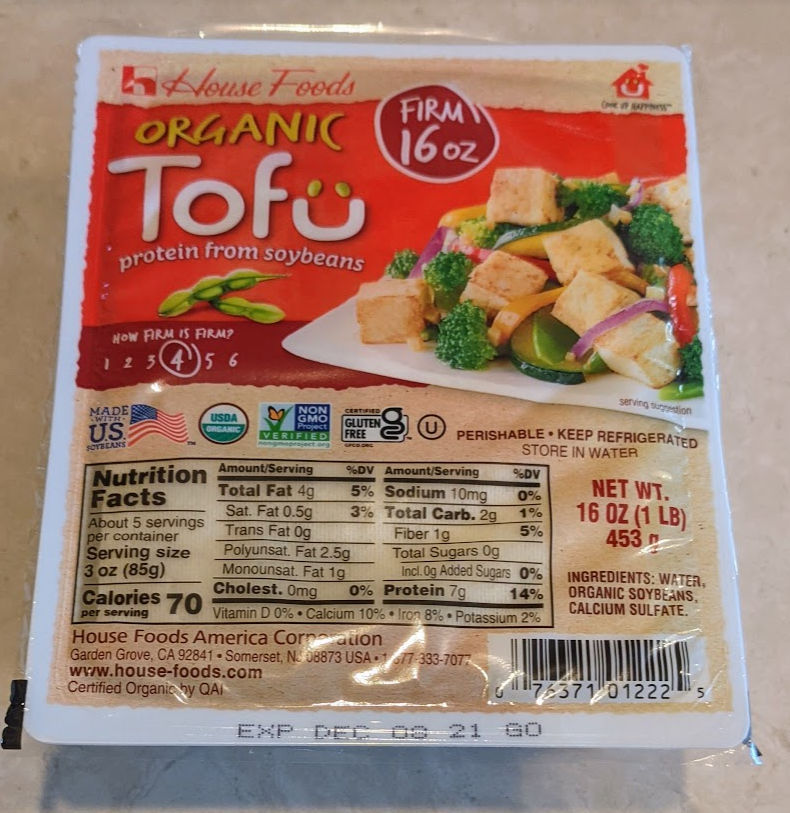 House Foods
ORGANIC
Tofu
protein from soybeans
FIRM
16 OZ
COOK UP HAPPINESS™
HOW FIRM IS FIRM?
1 2 3 4 5 6
serving suggestion
MADE
WITH
U.S.
SOYBEANS
™
USDA
ORGANIC
NON
GMO
Project
VERIFIED
nongmoproject.org
CERTIFIED
GLUTEN
FREE
GFCO.ORG
U
PERISHABLE • KEEP REFRIGERATED
STORE IN WATER
Nutrition
Facts
About 5 servings
per container
Serving size
3 oz (85g)
Calories 70
per serving
Amount/Serving %DV
Total Fat 4g 5%
Sat. Fat 0.5g 3%
Trans Fat 0g
Polyunsat. Fat 2.5g
Monounsat. Fat 1g
Cholest. 0mg 0%
Amount/Serving %DV
Sodium 10mg 0%
Total Carb. 2g 1%
Fiber 1g 5%
Total Sugars 0g
Incl. 0g Added Sugars 0%
Protein 7g 14%
Vitamin D 0% • Calcium 10% • Iron 8% • Potassium 2%
NET WT.
16 OZ (1 LB)
453 g
INGREDIENTS: WATER,
ORGANIC SOYBEANS,
CALCIUM SULFATE.
House Foods America Corporation
Garden Grove, CA 92841 • Somerset, NJ 08873 USA • 1-877-333-7077
www.house-foods.com
Certified Organic by QAI
0 76371 01222 5
EXP DEC 08 21 GO